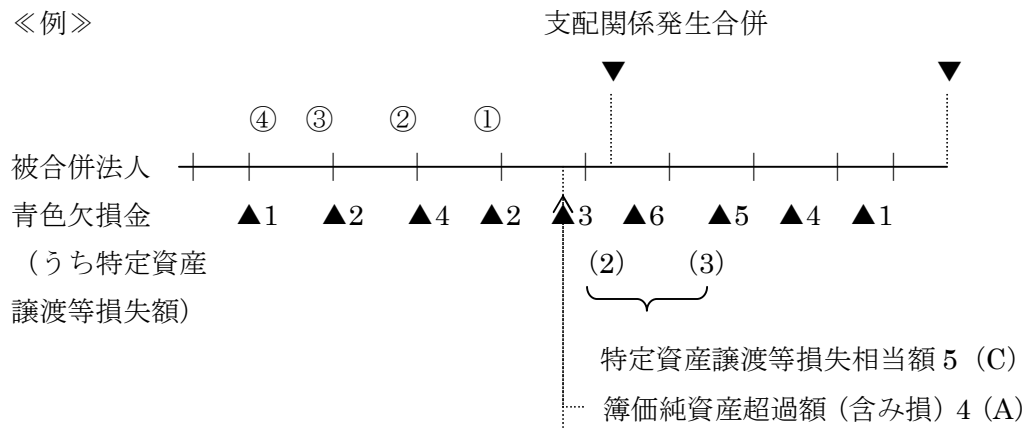 ≪例≫ 支配関係発生合併
▼ ▼
④ ③ ② ①
被合併法人
青色欠損金 ▲1 ▲2 ▲4 ▲2 ▲3 ▲6 ▲5 ▲4 ▲1
（うち特定資産 （2） （3）
譲渡等損失額）
特定資産譲渡等損失相当額 5（C）
簿価純資産超過額（含み損）4（A）